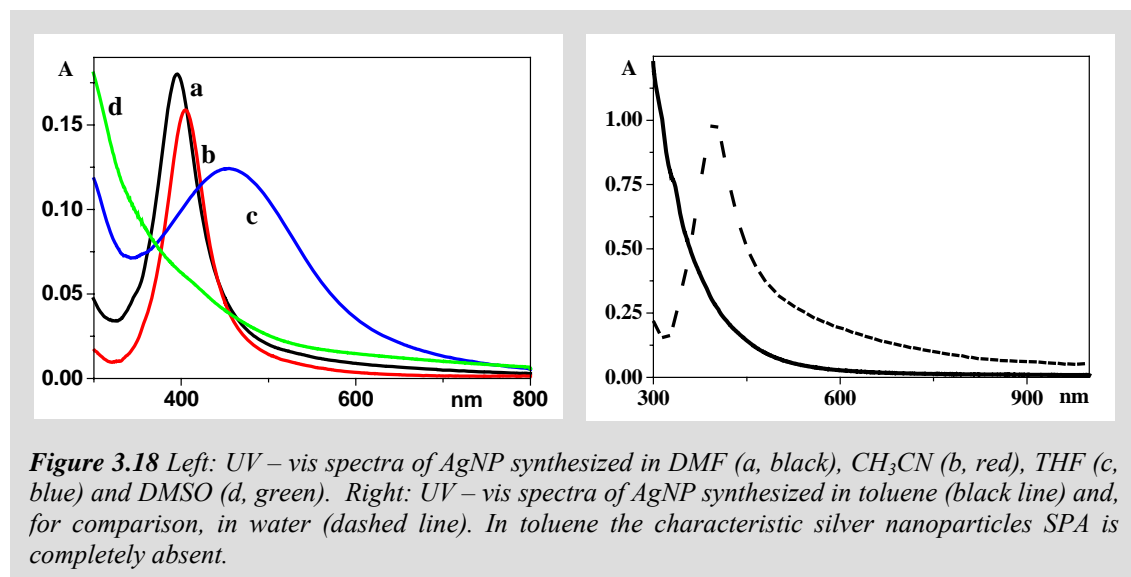 A
a
d
0.15
b
0.10
c
0.05
0.00
400
600
nm
800
A
1.00
0.75
0.50
0.25
0.00
300
600
900
nm
Figure 3.18 Left: UV – vis spectra of AgNP synthesized in DMF (a, black), CH₃CN (b, red), THF (c,
blue) and DMSO (d, green). Right: UV – vis spectra of AgNP synthesized in toluene (black line) and,
for comparison, in water (dashed line). In toluene the characteristic silver nanoparticles SPA is
completely absent.